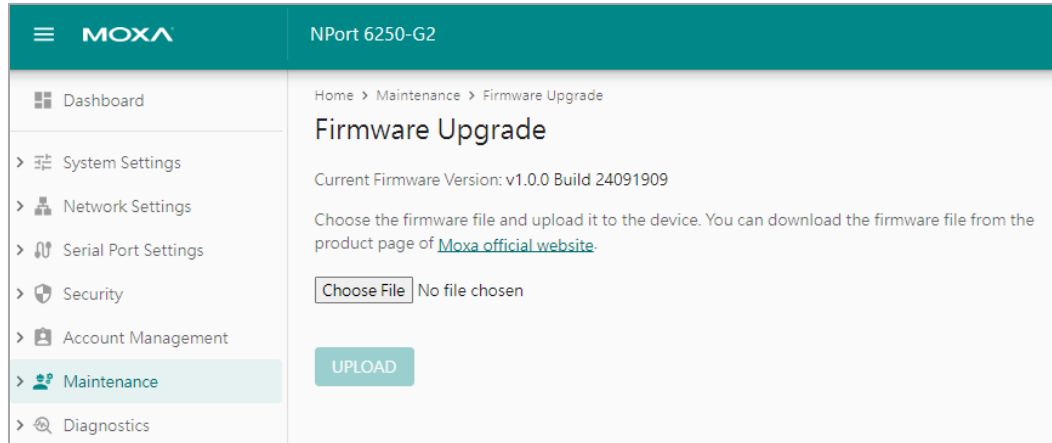 MOXA
NPort 6250-G2
Dashboard
System Settings
Network Settings
Serial Port Settings
Security
Account Management
Maintenance
Diagnostics
Home > Maintenance > Firmware Upgrade
Firmware Upgrade
Current Firmware Version: v1.0.0 Build 24091909
Choose the firmware file and upload it to the device. You can download the firmware file from the
product page of Moxa official website.
Choose File No file chosen
UPLOAD